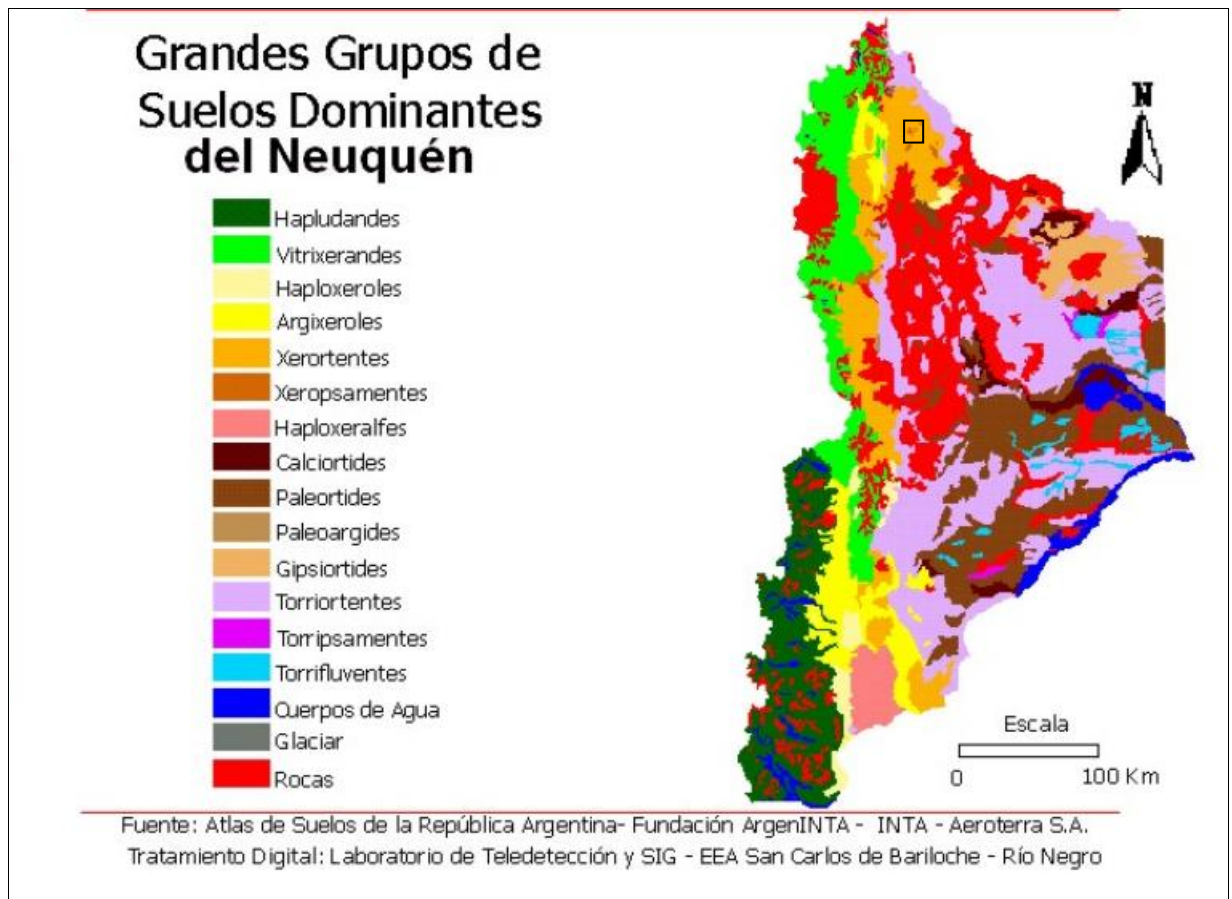 Grandes Grupos de
Suelos Dominantes
del Neuquén
N
Hapludandes
Vitrixerandes
Haploxeroles
Argixeroles
Xerortentes
Xeropsamentes
Haploxeralfes
Calciortides
Paleortides
Paleoargides
Gipsiortides
Torriortentes
Torripsamentes
Torrifluventes
Cuerpos de Agua
Glaciar
Rocas
Escala
0 100 Km
Fuente: Atlas de Suelos de la República Argentina- Fundación ArgenINTA - INTA - Aeroterra S.A.
Tratamiento Digital: Laboratorio de Teledetección y SIG - EEA San Carlos de Bariloche - Río Negro